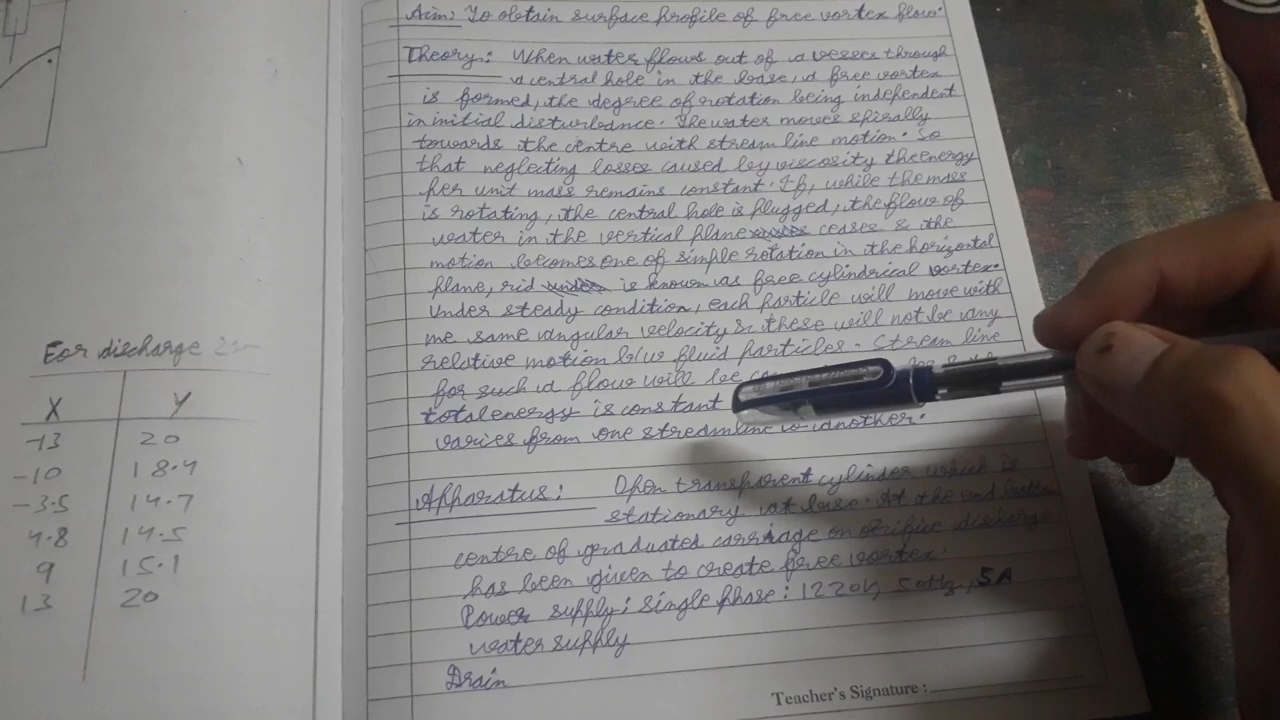 For discharge 2
X Y
-13 20
-10 18.4
-3.5 14.7
4.8 14.5
9 15.1
13 20
Aim: To obtain surface profile of free vortex flow.
Theory: When water flows out of a vessel through
a central hole in the base, a free vortex
is formed, the degree of rotation being independent
in initial disturbance. The water moves spirally
towards the centre with stream line motion. So
that neglecting losses caused by viscosity the energy
per unit mass remains constant. If, while the mass
is rotating, the central hole is plugged, the flow of
water in the vertical plane ceases & the
motion becomes one of simple rotation in the horizontal
plane, rid is known as free cylindrical vortex.
Under steady condition, each particle will move with
me same angular velocity & there will not be any
relative motion b/w fluid particles. Stream line
for such a flow will be
total energy is constant
varies from one streamline to another.
Apparatus: Open transparent cylinder which is
stationary at base. At the end bottom
centre of graduated carriage on orifice discharge
has been given to create free vortex.
Power supply: single phase: 1220V, 50Hz, 5A
water supply
Drain
Teacher's Signature :